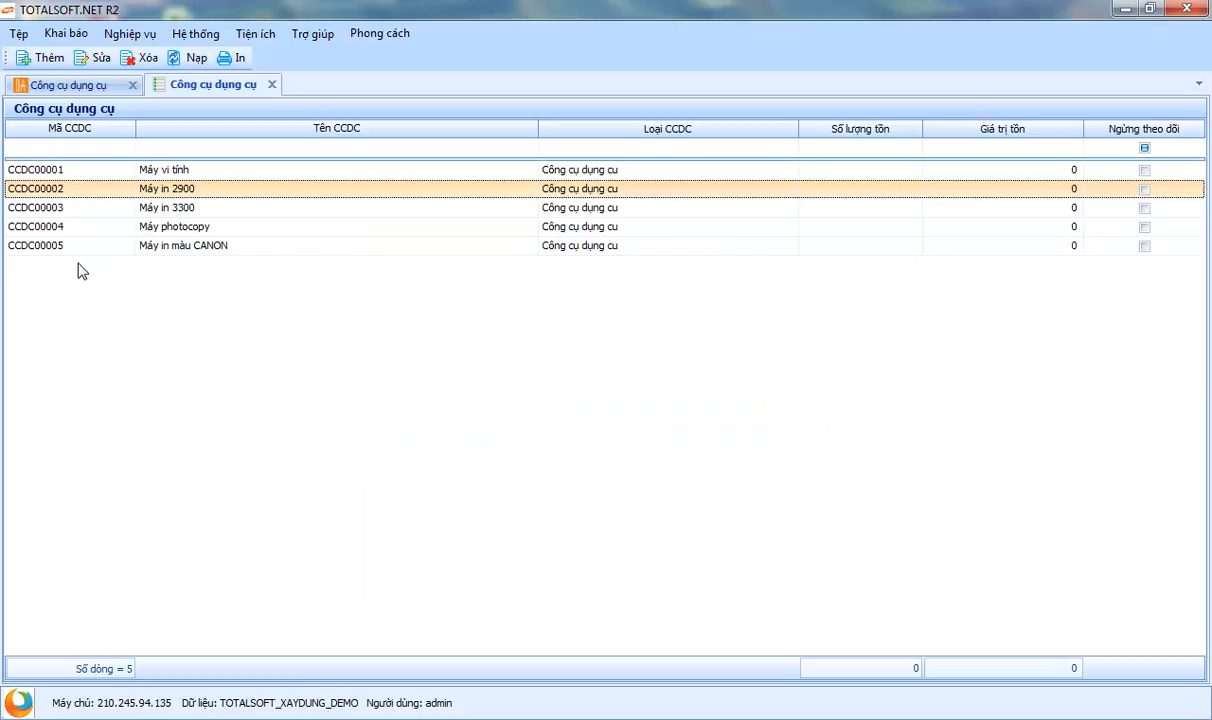 TOTALSOFT.NET R2
Tệp Khai báo Nghiệp vụ Hệ thống Tiện ích Trợ giúp Phong cách
Thêm Sửa Xóa Nạp In
Công cụ dụng cụ Công cụ dụng cụ
Công cụ dụng cụ
Mã CCDC Tên CCDC Loại CCDC Số lượng tồn Giá trị tồn Ngừng theo dõi
CCDC00001 Máy vi tính Công cụ dụng cu 0
CCDC00002 Máy in 2900 Công cụ dụng cu 0
CCDC00003 Máy in 3300 Công cụ dụng cu 0
CCDC00004 Máy photocopy Công cụ dụng cu 0
CCDC00005 Máy in màu CANON Công cụ dụng cu 0
Số dòng = 5 0 0
Máy chủ: 210.245.94.135 Dữ liệu: TOTALSOFT_XAYDUNG_DEMO Người dùng: admin